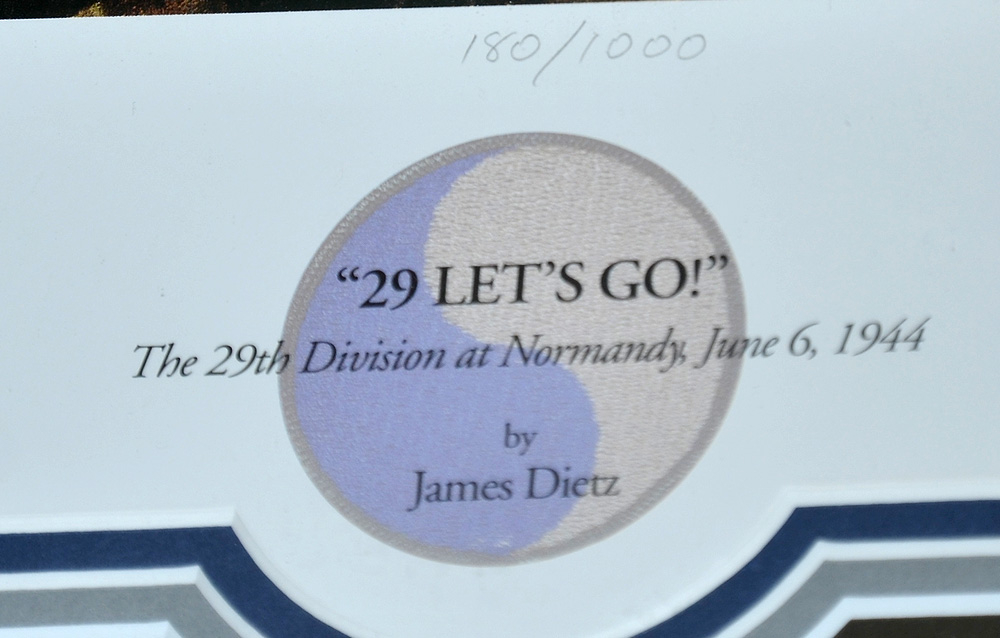 180/1000
“29 LET’S GO!”
The 29th Division at Normandy, June 6, 1944
by
James Dietz